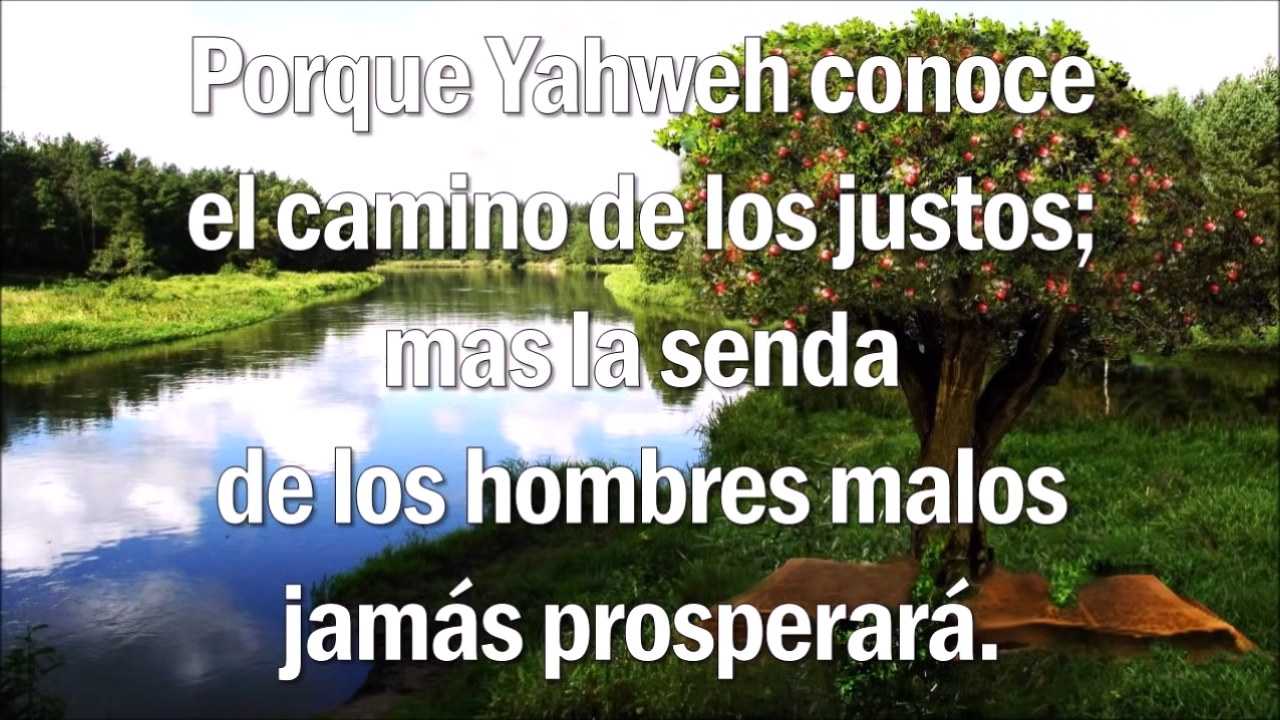 Porque Yahweh conoce
el camino de los justos;
mas la senda
de los hombres malos
jamás prosperará.